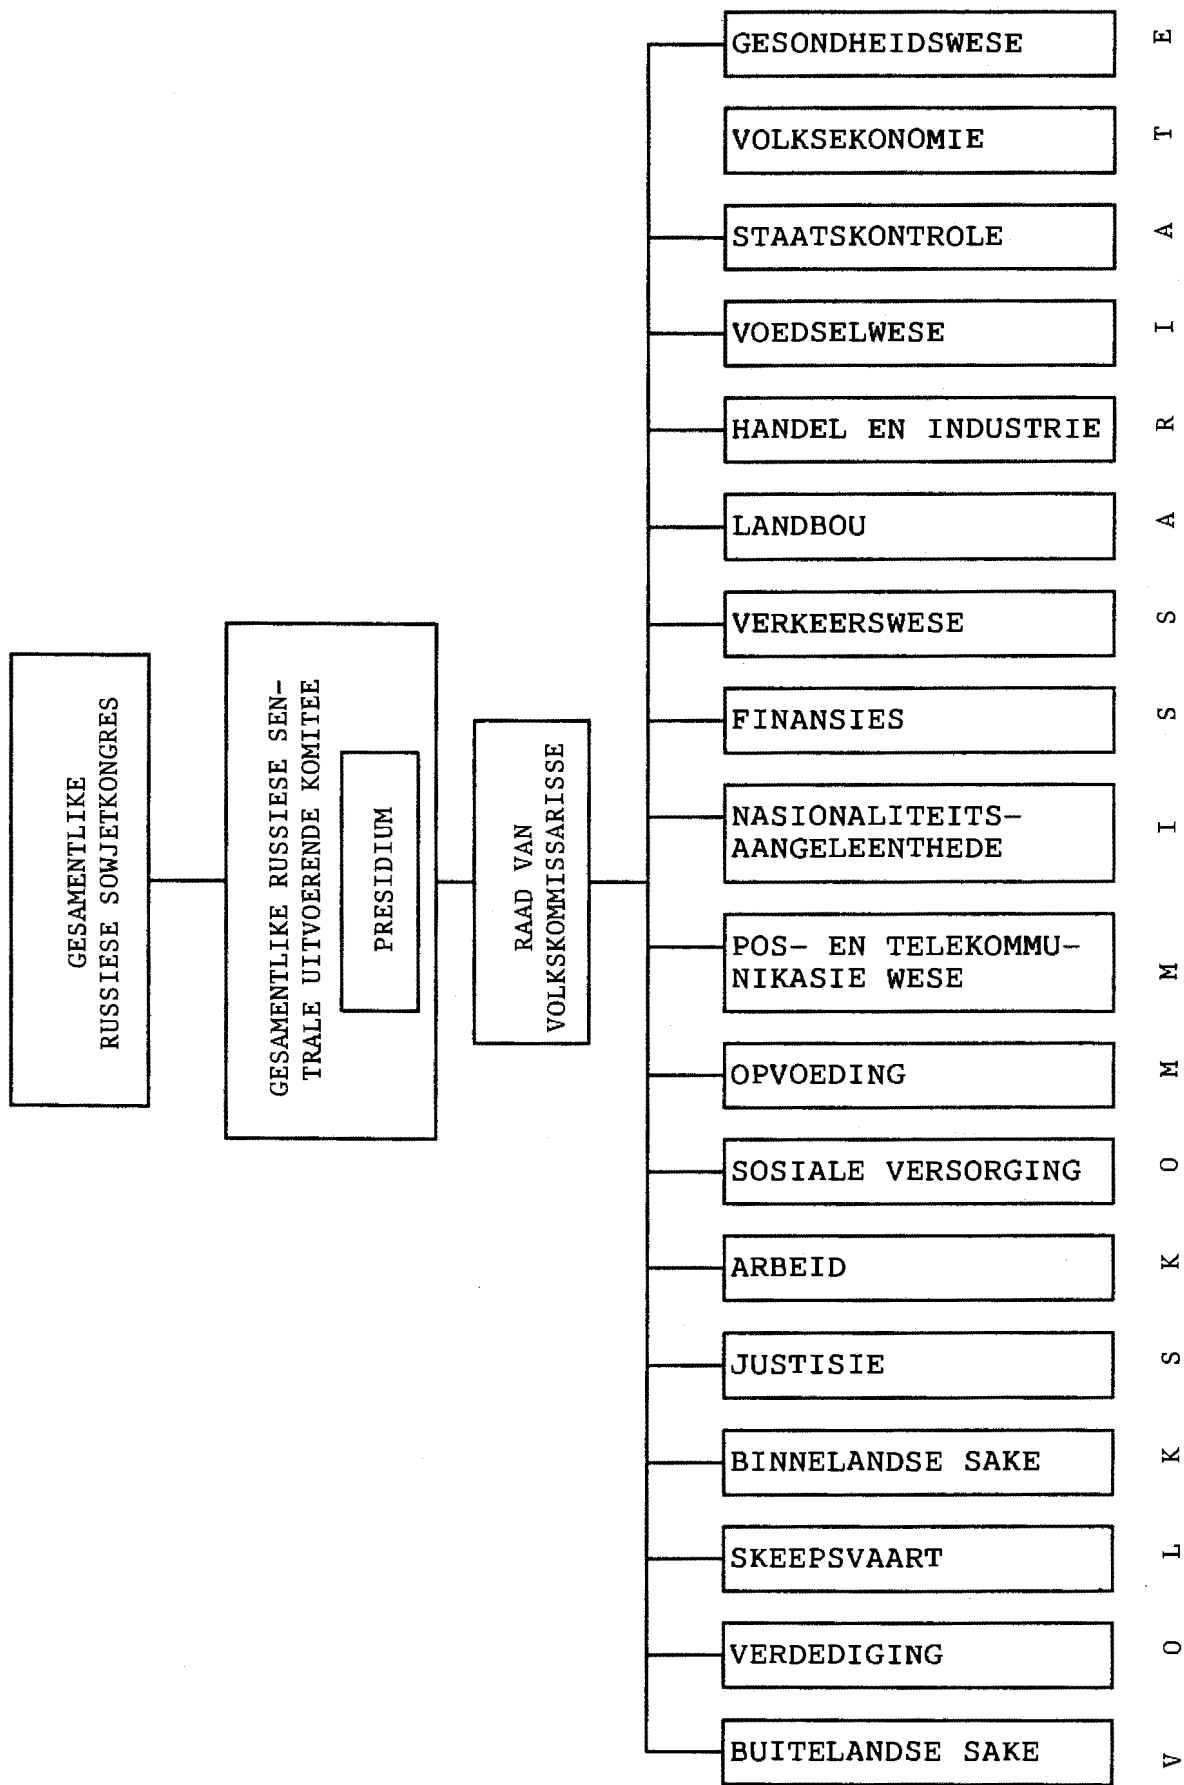 GESAMENTLIKE
RUSSIESE SOWJETKONGRES
GESAMENTLIKE RUSSIESE SEN-
TRALE UITVOERENDE KOMITEE
PRESIDIUM
RAAD VAN
VOLKSKOMMISSARISSE
GESONDHEIDSWESE
VOLKSEKONOMIE
STAATSKONTROLE
VOEDSELWESE
HANDEL EN INDUSTRIE
LANDBOU
VERKEERSWESE
FINANSIES
NASIONALITEITS-
AANGELEENTHEDE
POS- EN TELEKOMMU-
NIKASIE WESE
OPVOEDING
SOSIALE VERSORGING
ARBEID
JUSTISIE
BINNELANDSE SAKE
SKEEPSVAART
VERDEDIGING
BUITELANDSE SAKE
V O L K S K O M M I S S A R I A T E